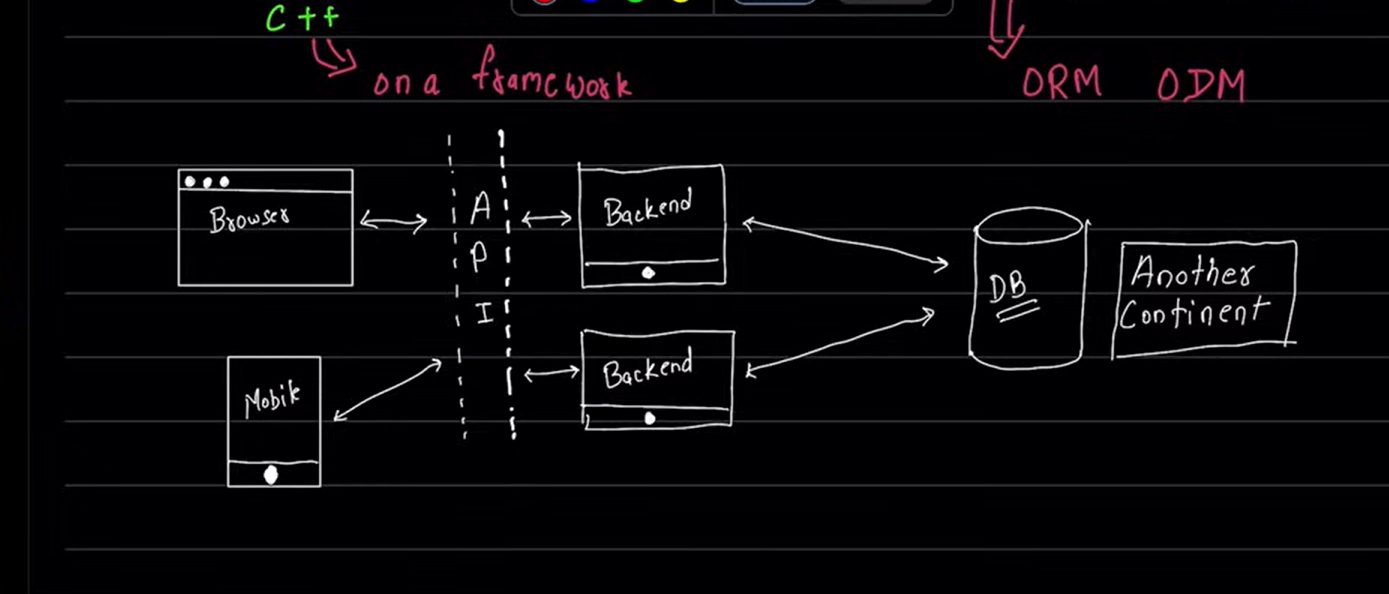 C++
on a framework
ORM ODM
Browser
A
P
I
Backend
DB
Another
Continent
Mobile
Backend